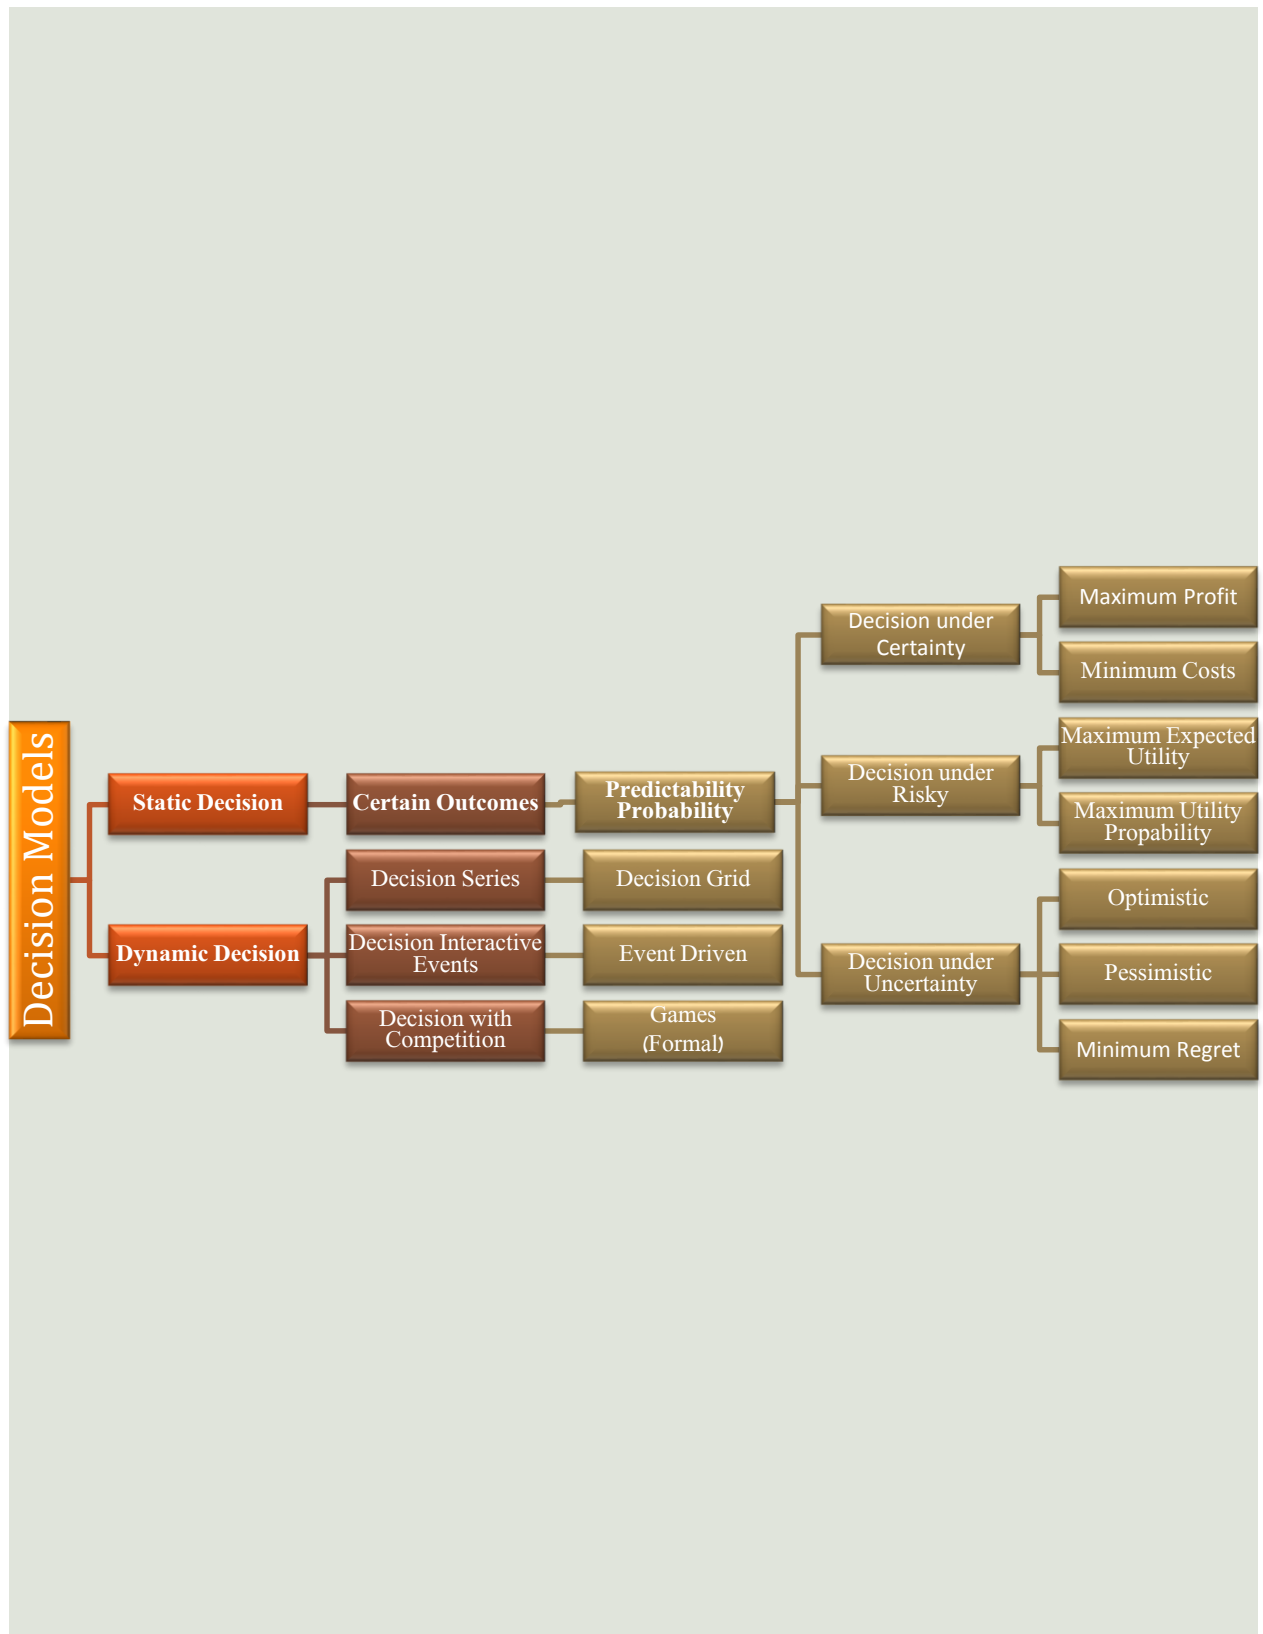 Decision Models
Static Decision
Dynamic Decision
Certain Outcomes
Decision Series
Decision Interactive
Events
Decision with
Competition
Predictability
Probability
Decision Grid
Event Driven
Games
(Formal)
Decision under
Certainty
Decision under
Risky
Decision under
Uncertainty
Maximum Profit
Minimum Costs
Maximum Expected
Utility
Maximum Utility
Propability
Optimistic
Pessimistic
Minimum Regret